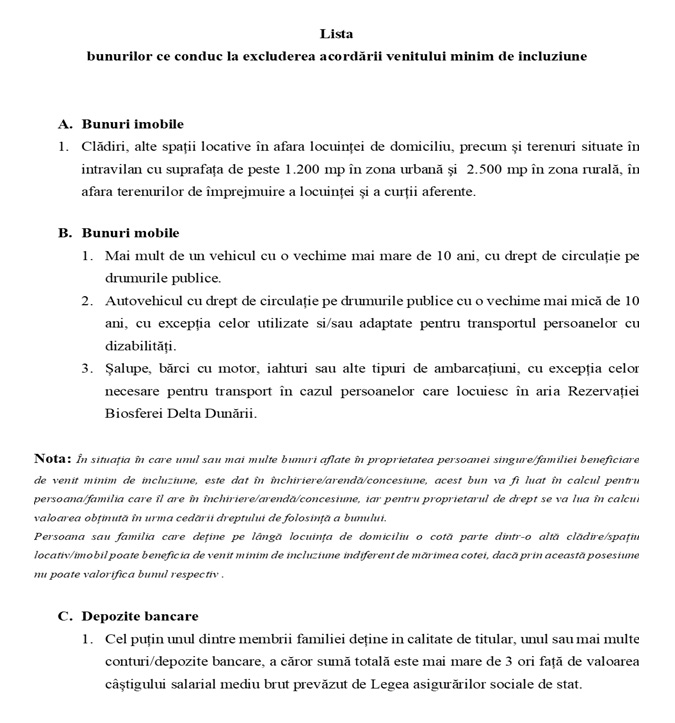 Lista
bunurilor ce conduc la excluderea acordării venitului minim de incluziune
A. Bunuri imobile
1. Clădiri, alte spații locative în afara locuinței de domiciliu, precum și terenuri situate în
intravilan cu suprafața de peste 1.200 mp în zona urbană şi 2.500 mp în zona rurală, în
afara terenurilor de împrejmuire a locuinței şi a curții aferente.
B. Bunuri mobile
1. Mai mult de un vehicul cu o vechime mai mare de 10 ani, cu drept de circulație pe
drumurile publice.
2. Autovehicul cu drept de circulație pe drumurile publice cu o vechime mai mică de 10
ani, cu excepția celor utilizate si/sau adaptate pentru transportul persoanelor cu
dizabilități.
3. Şalupe, bărci cu motor, iahturi sau alte tipuri de ambarcațiuni, cu excepția celor
necesare pentru transport în cazul persoanelor care locuiesc în aria Rezervației
Biosferei Delta Dunării.
Nota: În situația în care unul sau mai multe bunuri aflate în proprietatea persoanei singure/familiei beneficiare
de venit minim de incluziune, este dat în închiriere/arendă/concesiune, acest bun va fi luat în calcul pentru
persoana/familia care îl are în închiriere/arendă/concesiune, iar pentru proprietarul de drept se va lua în calcul
valoarea obținută în urma cedării dreptului de folosință a bunului.
Persoana sau familia care deține pe lângă locuința de domiciliu o cotă parte dintr-o altă clădire/spațiu
locativ/imobil poate beneficia de venit minim de incluziune indiferent de mărimea cotei, dacă prin această posesiune
nu poate valorifica bunul respectiv .
C. Depozite bancare
1. Cel puțin unul dintre membrii familiei deține in calitate de titular, unul sau mai multe
conturi/depozite bancare, a căror sumă totală este mai mare de 3 ori față de valoarea
câștigului salarial mediu brut prevăzut de Legea asigurărilor sociale de stat.